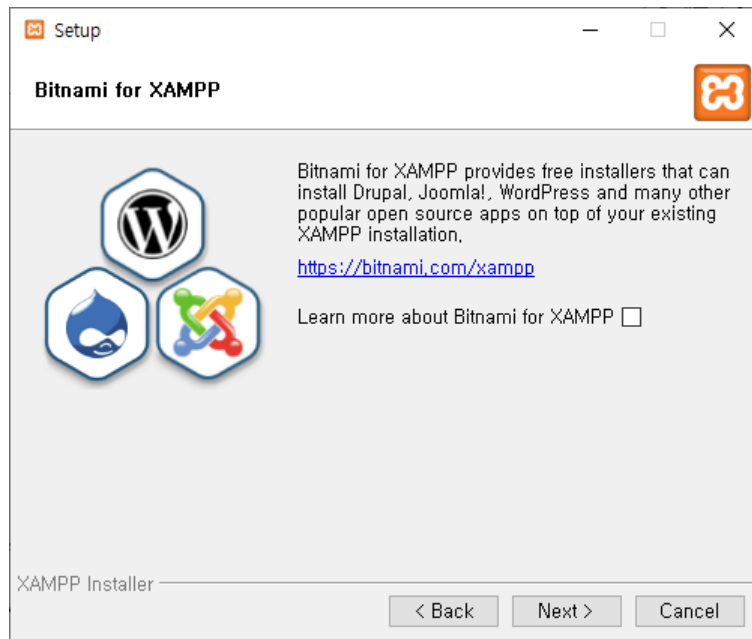 Setup
Bitnami for XAMPP
Bitnami for XAMPP provides free installers that can
install Drupal, Joomla!, WordPress and many other
popular open source apps on top of your existing
XAMPP installation.
https://bitnami.com/xampp
Learn more about Bitnami for XAMPP
XAMPP Installer
< Back
Next >
Cancel